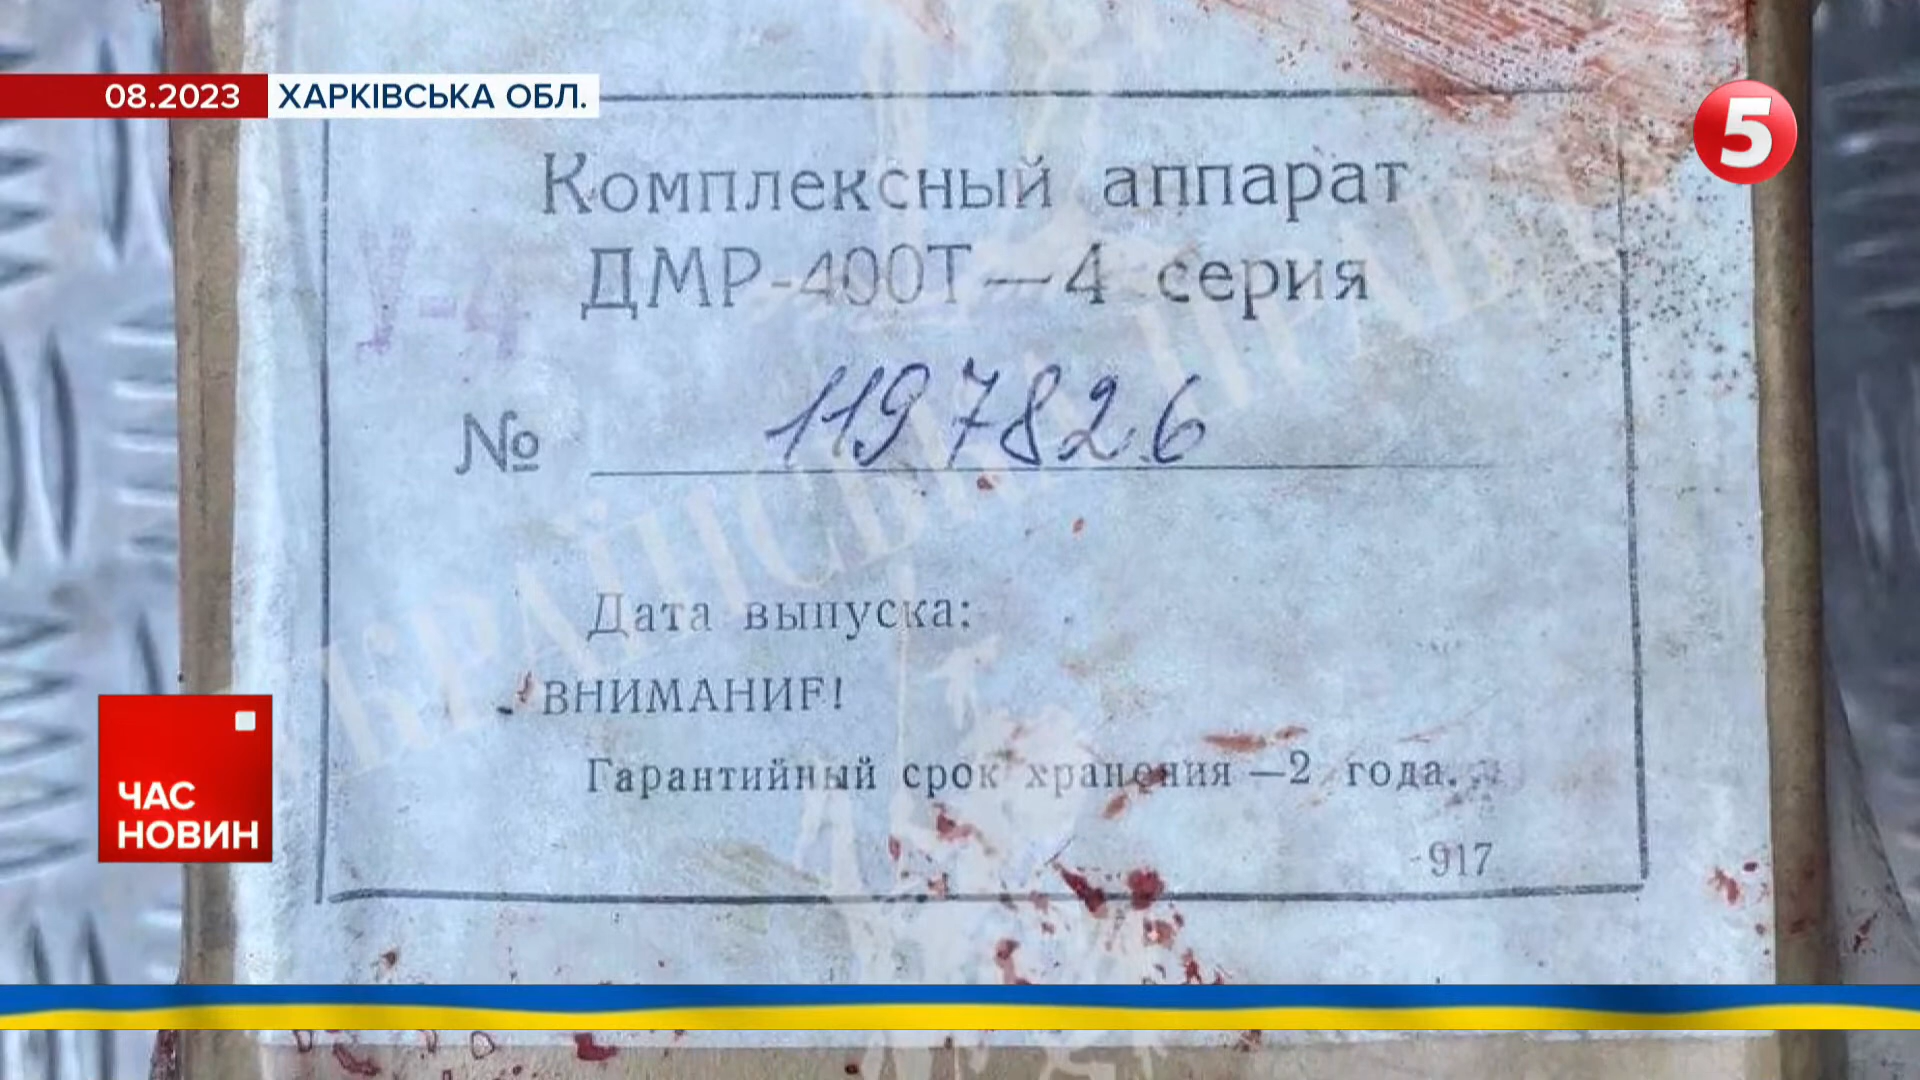 08.2023 ХАРКІВСЬКА ОБЛ.
5
Комплексный аппарат
ДМР-400Т—4 серия
У-4
№ 1197826
Дата выпуска:
ВНИМАНИЕ!
Гарантийный срок хранения —2 года.
917
ЧАС
НОВИН